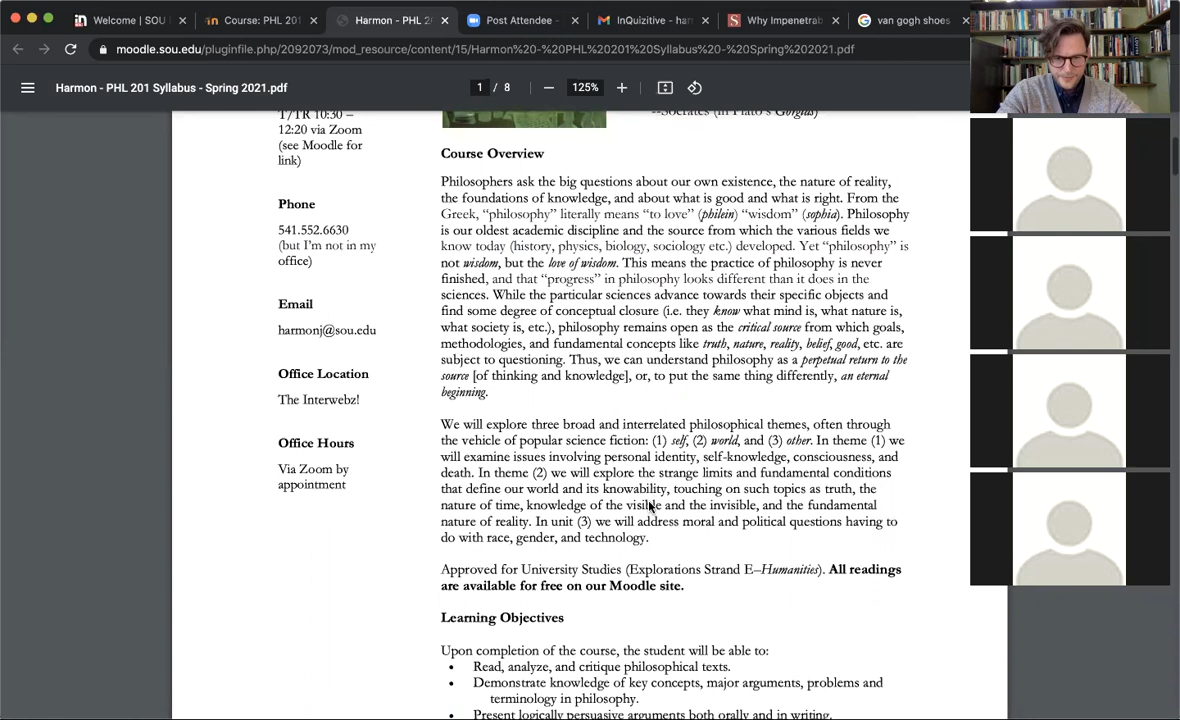 Welcome | SOU
Course: PHL 201
Harmon - PHL 2
Post Attendee -
InQuizitive - har
Why Impenetrab
van gogh shoes
moodle.sou.edu/pluginfile.php/2092073/mod_resource/content/15/Harmon%20-%20PHL%20201%20Syllabus%20-%20Spring%202021.pdf
Harmon - PHL 201 Syllabus - Spring 2021.pdf
1 / 8
125%
T/TR 10:30 –
12:20 via Zoom
(see Moodle for
link)
Phone
541.552.6630
(but I'm not in my
office)
Email
harmonj@sou.edu
Office Location
The Interwebz!
Office Hours
Via Zoom by
appointment
--Socrates (in Plato's Gorgias)
Course Overview
Philosophers ask the big questions about our own existence, the nature of reality,
the foundations of knowledge, and about what is good and what is right. From the
Greek, “philosophy” literally means “to love” (philein) “wisdom” (sophia). Philosophy
is our oldest academic discipline and the source from which the various fields we
know today (history, physics, biology, sociology etc.) developed. Yet “philosophy” is
not wisdom, but the love of wisdom. This means the practice of philosophy is never
finished, and that “progress” in philosophy looks different than it does in the
sciences. While the particular sciences advance towards their specific objects and
find some degree of conceptual closure (i.e. they know what mind is, what nature is,
what society is, etc.), philosophy remains open as the critical source from which goals,
methodologies, and fundamental concepts like truth, nature, reality, belief, good, etc. are
subject to questioning. Thus, we can understand philosophy as a perpetual return to the
source [of thinking and knowledge], or, to put the same thing differently, an eternal
beginning.
We will explore three broad and interrelated philosophical themes, often through
the vehicle of popular science fiction: (1) self, (2) world, and (3) other. In theme (1) we
will examine issues involving personal identity, self-knowledge, consciousness, and
death. In theme (2) we will explore the strange limits and fundamental conditions
that define our world and its knowability, touching on such topics as truth, the
nature of time, knowledge of the visible and the invisible, and the fundamental
nature of reality. In unit (3) we will address moral and political questions having to
do with race, gender, and technology.
Approved for University Studies (Explorations Strand E–Humanities). All readings
are available for free on our Moodle site.
Learning Objectives
Upon completion of the course, the student will be able to:
• Read, analyze, and critique philosophical texts.
• Demonstrate knowledge of key concepts, major arguments, problems and
terminology in philosophy.
• Present logically persuasive arguments both orally and in writing.